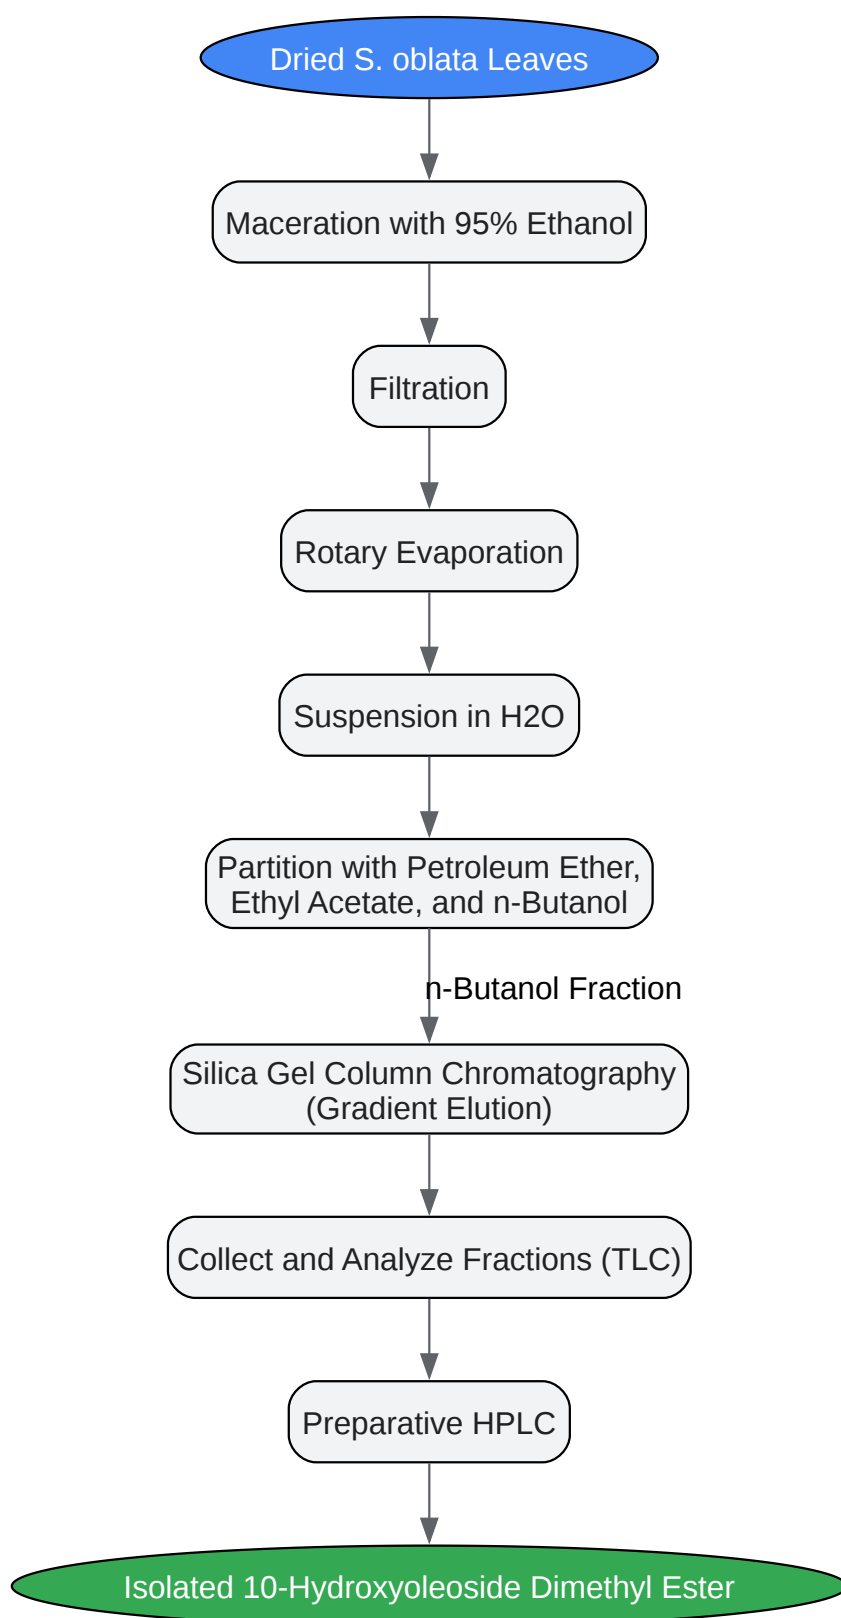 Dried S. oblata Leaves
Maceration with 95% Ethanol
Filtration
Rotary Evaporation
Suspension in H2O
Partition with Petroleum Ether,
Ethyl Acetate, and n-Butanol
n-Butanol Fraction
Silica Gel Column Chromatography
(Gradient Elution)
Collect and Analyze Fractions (TLC)
Preparative HPLC
Isolated 10-Hydroxyoleoside Dimethyl Ester